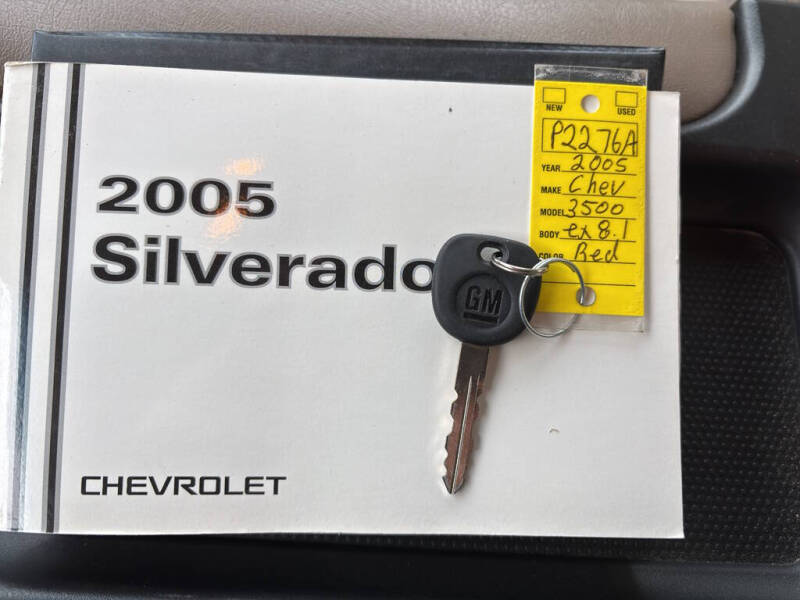 2005
Silverado
CHEVROLET
NEW USED
P2276A
YEAR 2005
MAKE Chev
MODEL 3500
BODY ex 8.1
COLOR Red
GM